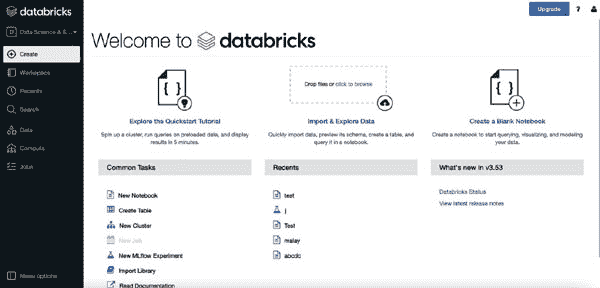 Upgrade
?
Data Science & E...
Create
Workspace
Recents
Search
Data
Compute
Jobs
Menu options
Welcome to databricks
{ }
Explore the Quickstart Tutorial
Spin up a cluster, run queries on preloaded data, and display
results in 5 minutes.
Drop files or click to browse
Import & Explore Data
Quickly import data, preview its schema, create a table, and
query it in a notebook.
{ }
Create a Blank Notebook
Create a notebook to start querying, visualizing, and modeling
your data.
Common Tasks
New Notebook
Create Table
New Cluster
New Job
New MLflow Experiment
Import Library
Read Documentation
Recents
test
j
Test
malay
abcdc
What's new in v3.53
Databricks Status
View latest release notes